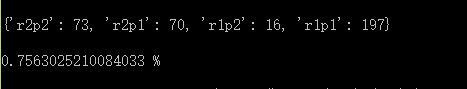 {'r2p2': 73, 'r2p1': 70, 'r1p2': 16, 'r1p1': 197}
0.7563025210084033 %